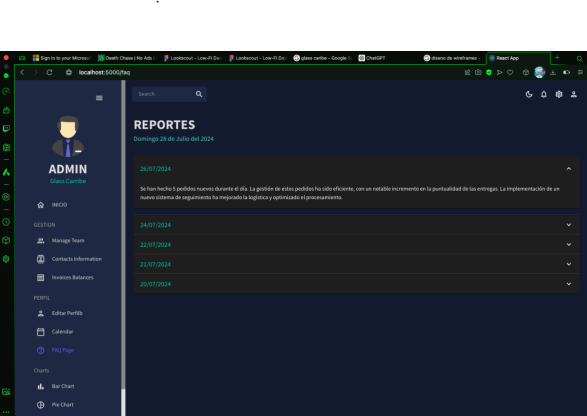 Sign in to your Microsof
Death Chase | No Ads |
Lookscout - Low-Fi De
Lookscout - Low-Fi De
glass caribe - Google S
ChatGPT
diseno de wireframes -
React App
localhost:5000/faq
Search
REPORTES
Domingo 28 de Julio del 2024
ADMIN
Glass Carribe
INICIO
GESTION
Manage Team
Contacts Information
Invoices Balances
PERFIL
Editar Perfilb
Calendar
FAQ Page
Charts
Bar Chart
Pie Chart
26/07/2024
Se han hecho 5 pedidos nuevos durante el día. La gestión de estos pedidos ha sido eficiente, con un notable incremento en la puntualidad de las entregas. La implementación de un
nuevo sistema de seguimiento ha mejorado la logística y optimizado el procesamiento.
24/07/2024
22/07/2024
21/07/2024
20/07/2024